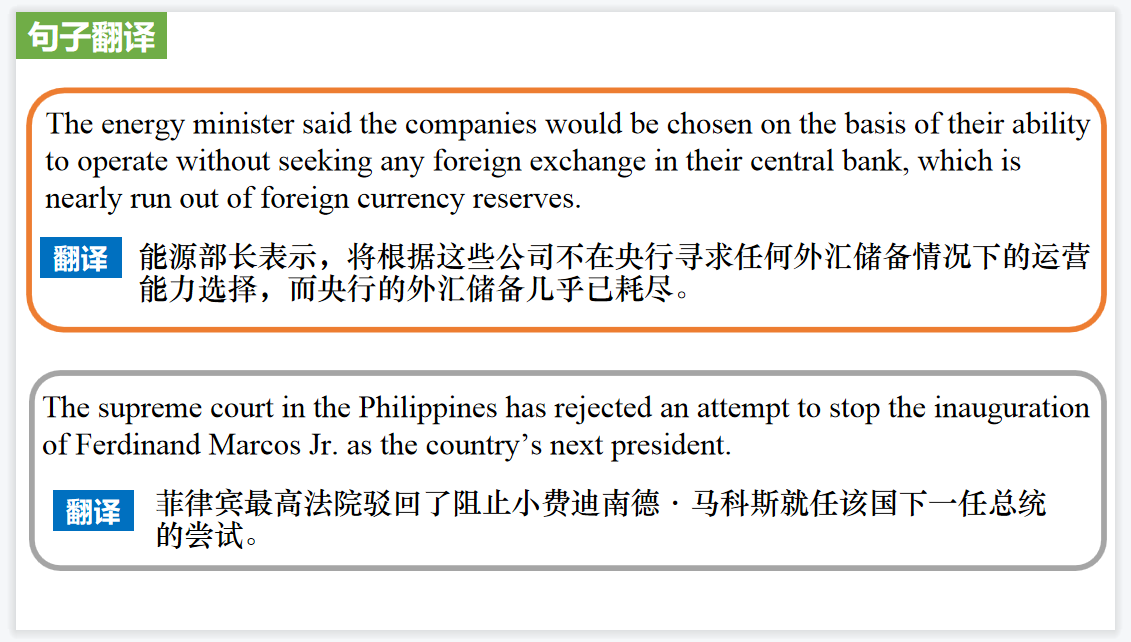 句子翻译
The energy minister said the companies would be chosen on the basis of their ability
to operate without seeking any foreign exchange in their central bank, which is
nearly run out of foreign currency reserves.
翻译 能源部长表示，将根据这些公司不在央行寻求任何外汇储备情况下的运营
能力选择，而央行的外汇储备几乎已耗尽。
The supreme court in the Philippines has rejected an attempt to stop the inauguration
of Ferdinand Marcos Jr. as the country’s next president.
翻译 菲律宾最高法院驳回了阻止小费迪南德·马科斯就任该国下一任总统
的尝试。